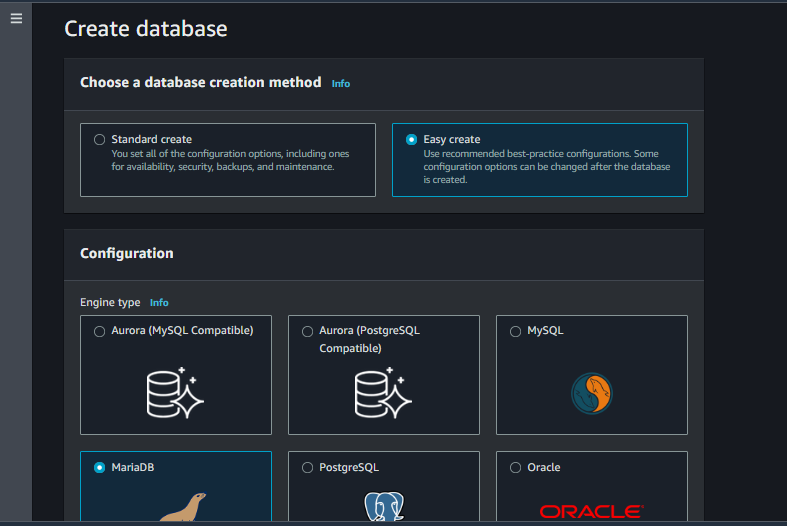 Create database
Choose a database creation method Info
Standard create
You set all of the configuration options, including ones
for availability, security, backups, and maintenance.
Easy create
Use recommended best-practice configurations. Some
configuration options can be changed after the database
is created.
Configuration
Engine type Info
Aurora (MySQL Compatible)
Aurora (PostgreSQL
Compatible)
MySQL
MariaDB
PostgreSQL
Oracle
ORACLE